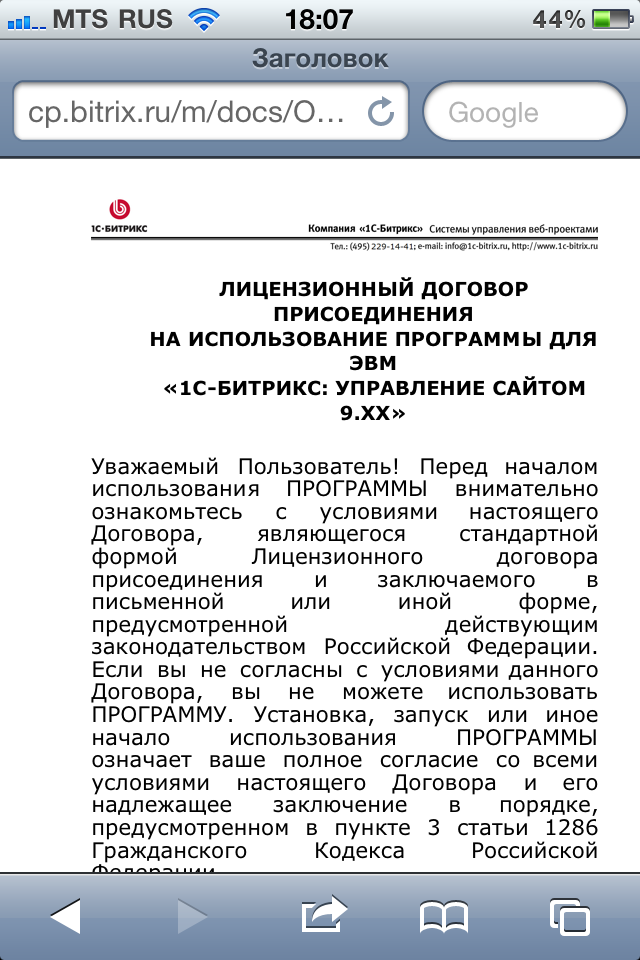 MTS RUS 18:07 44%
Заголовок
cp.bitrix.ru/m/docs/O... Google
1С-БИТРИКС Компания «1С-Битрикс» Системы управления веб-проектами
Тел.: (495) 229-14-41; e-mail: info@1c-bitrix.ru, http://www.1c-bitrix.ru
ЛИЦЕНЗИОННЫЙ ДОГОВОР
ПРИСОЕДИНЕНИЯ
НА ИСПОЛЬЗОВАНИЕ ПРОГРАММЫ ДЛЯ
ЭВМ
«1С-БИТРИКС: УПРАВЛЕНИЕ САЙТОМ
9.XX»
Уважаемый Пользователь! Перед началом
использования ПРОГРАММЫ внимательно
ознакомьтесь с условиями настоящего
Договора, являющегося стандартной
формой Лицензионного договора
присоединения и заключаемого в
письменной или иной форме,
предусмотренной действующим
законодательством Российской Федерации.
Если вы не согласны с условиями данного
Договора, вы не можете использовать
ПРОГРАММУ. Установка, запуск или иное
начало использования ПРОГРАММЫ
означает ваше полное согласие со всеми
условиями настоящего Договора и его
надлежащее заключение в порядке,
предусмотренном в пункте 3 статьи 1286
Гражданского Кодекса Российской
Федерации.